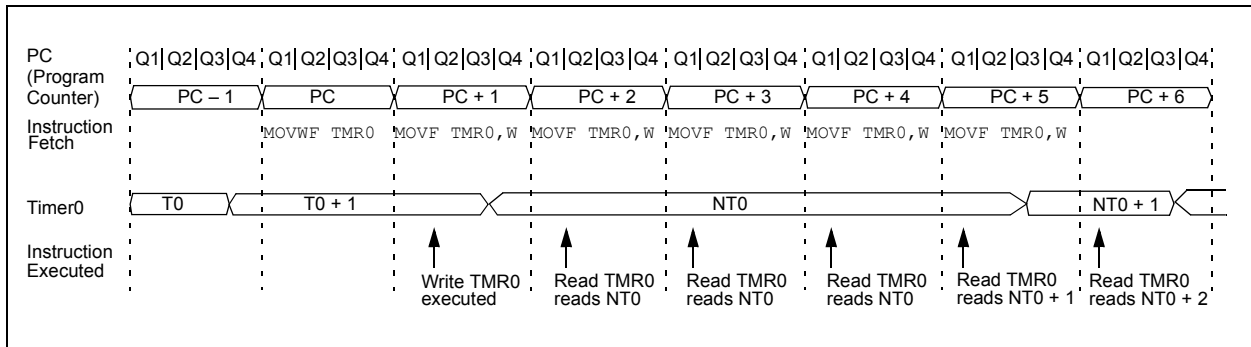 PC (Program Counter)
Q1|Q2|Q3|Q4 Q1|Q2|Q3|Q4 Q1|Q2|Q3|Q4 Q1|Q2|Q3|Q4 Q1|Q2|Q3|Q4 Q1|Q2|Q3|Q4 Q1|Q2|Q3|Q4 Q1|Q2|Q3|Q4
PC – 1 PC PC + 1 PC + 2 PC + 3 PC + 4 PC + 5 PC + 6
Instruction Fetch
MOVWF TMR0 MOVF TMR0,W MOVF TMR0,W MOVF TMR0,W MOVF TMR0,W MOVF TMR0,W
Timer0
T0 T0 + 1 NT0 NT0 + 1
Instruction Executed
Write TMR0 executed
Read TMR0 reads NT0
Read TMR0 reads NT0
Read TMR0 reads NT0
Read TMR0 reads NT0 + 1
Read TMR0 reads NT0 + 2